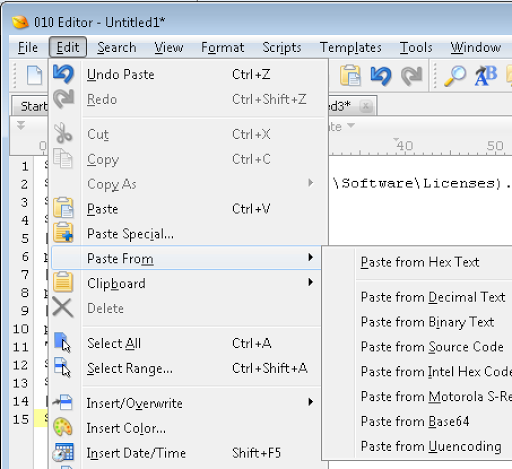 010 Editor - Untitled1*
File Edit Search View Format Scripts Templates Tools Window
Start
d3*
Undo Paste Ctrl+Z
Redo Ctrl+Shift+Z
Cut Ctrl+X
Copy Ctrl+C
Copy As
Paste Ctrl+V
Paste Special...
Paste From
Clipboard
Delete
Select All Ctrl+A
Select Range... Ctrl+Shift+A
Insert/Overwrite
Insert Color...
Insert Date/Time Shift+F5
Paste from Hex Text
Paste from Decimal Text
Paste from Binary Text
Paste from Source Code
Paste from Intel Hex Code
Paste from Motorola S-Re
Paste from Base64
Paste from Uuencoding
0 40 50
1
2 \Software\Licenses).
3
4
5
6
7
8
9
10
11
12
13
14
15